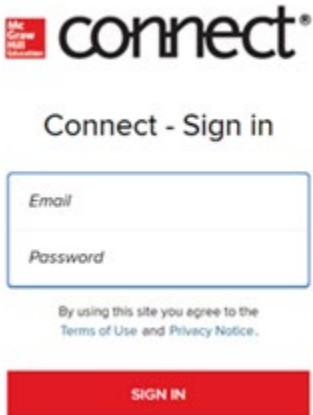 Mc
Graw
Hill
Education
connect®
Connect - Sign in
Email
Password
By using this site you agree to the
Terms of Use and Privacy Notice.
SIGN IN